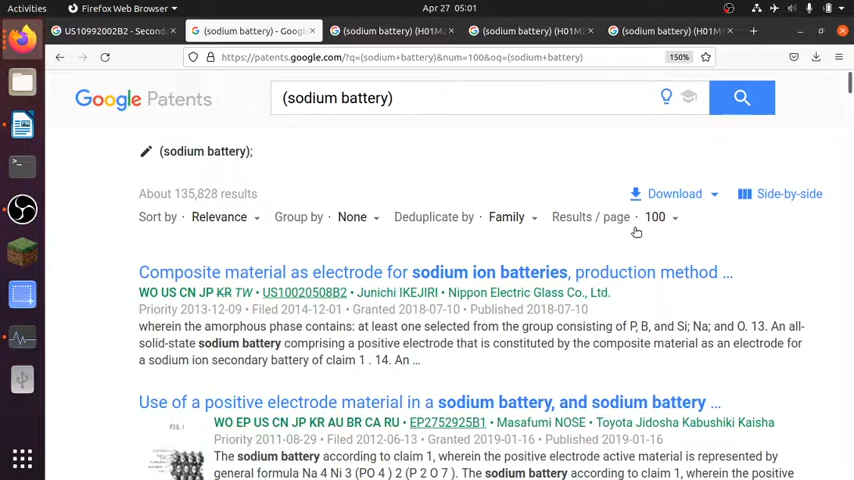 Activities Firefox Web Browser Apr 27 05:01
US10992002B2 - Second (sodium battery) - Googl (sodium battery) (H01M (sodium battery) (H01M2 (sodium battery) (H01M1
https://patents.google.com/?q=(sodium+battery)&num=100&oq=(sodium+battery) 150%
Google Patents (sodium battery)
(sodium battery);
About 135,828 results Download Side-by-side
Sort by · Relevance Group by · None Deduplicate by · Family Results / page · 100
Composite material as electrode for sodium ion batteries, production method ...
WO US CN JP KR TW • US10020508B2 • Junichi IKEJIRI • Nippon Electric Glass Co., Ltd.
Priority 2013-12-09 • Filed 2014-12-01 • Granted 2018-07-10 • Published 2018-07-10
wherein the amorphous phase contains: at least one selected from the group consisting of P, B, and Si; Na; and O. 13. An all-
solid-state sodium battery comprising a positive electrode that is constituted by the composite material as an electrode for
a sodium ion secondary battery of claim 1 . 14. An ...
Use of a positive electrode material in a sodium battery, and sodium battery ...
WO EP US CN JP KR AU BR CA RU • EP2752925B1 • Masafumi NOSE • Toyota Jidosha Kabushiki Kaisha
Priority 2011-08-29 • Filed 2012-06-13 • Granted 2019-01-16 • Published 2019-01-16
FIG. 1
The sodium battery according to claim 1, wherein the positive electrode active material is represented by
general formula Na 4 Ni 3 (PO 4 ) 2 (P 2 O 7 ). The sodium battery according to claim 1, wherein the positive